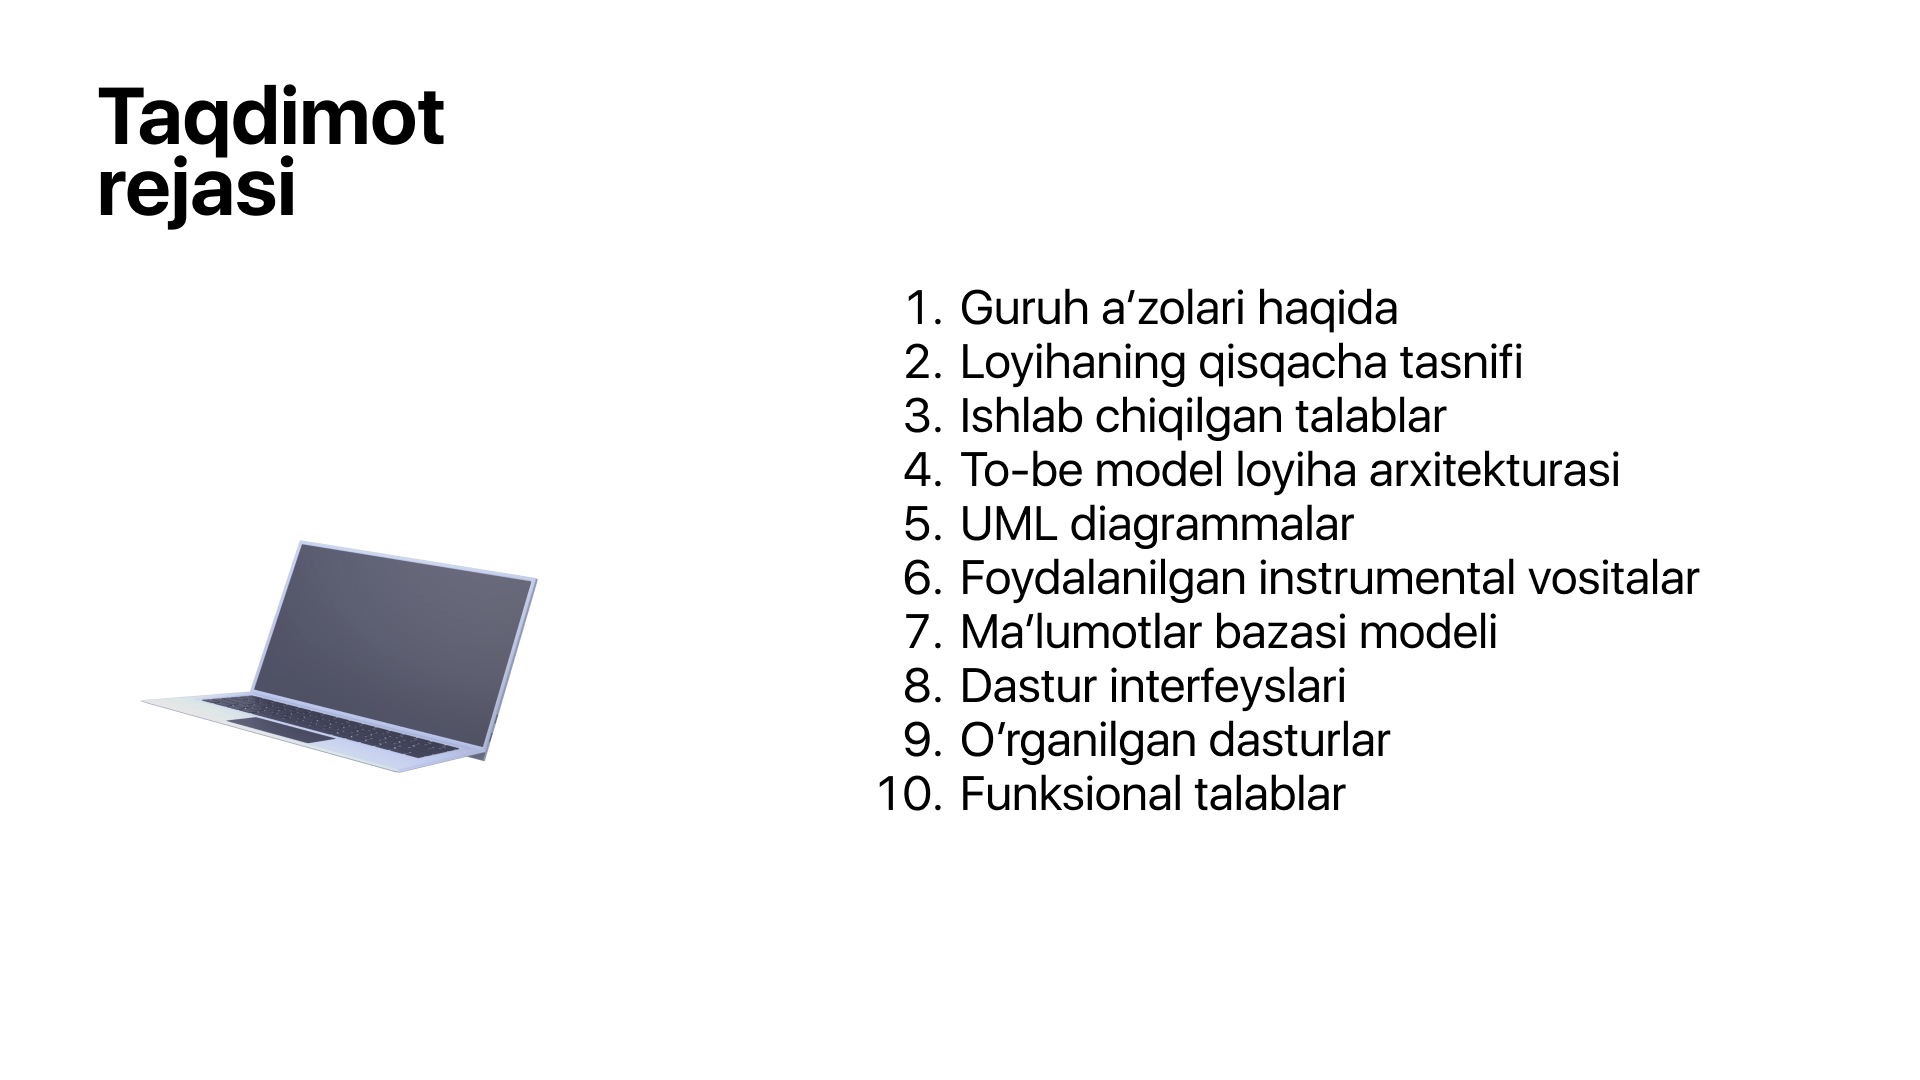 Taqdimot
rejasi
1. Guruh a‘zolari haqida
2. Loyihaning qisqacha tasnifi
3. Ishlab chiqilgan talablar
4. To-be model loyiha arxitekturasi
5. UML diagrammalar
6. Foydalanilgan instrumental vositalar
7. Ma‘lumotlar bazasi modeli
8. Dastur interfeyslari
9. O‘rganilgan dasturlar
10. Funksional talablar